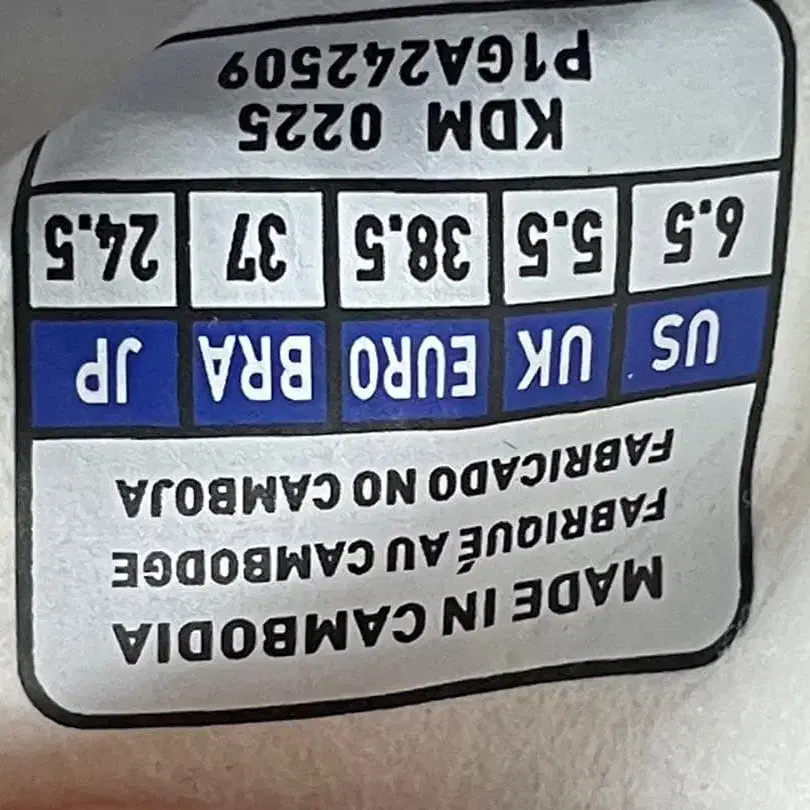 MADE IN CAMBODIA
FABRIQUÉ AU CAMBODGE
FABRICADO NO CAMBOJA
US UK EURO BRA JP
6.5 5.5 38.5 37 24.5
KDM 0225
P1GA242509